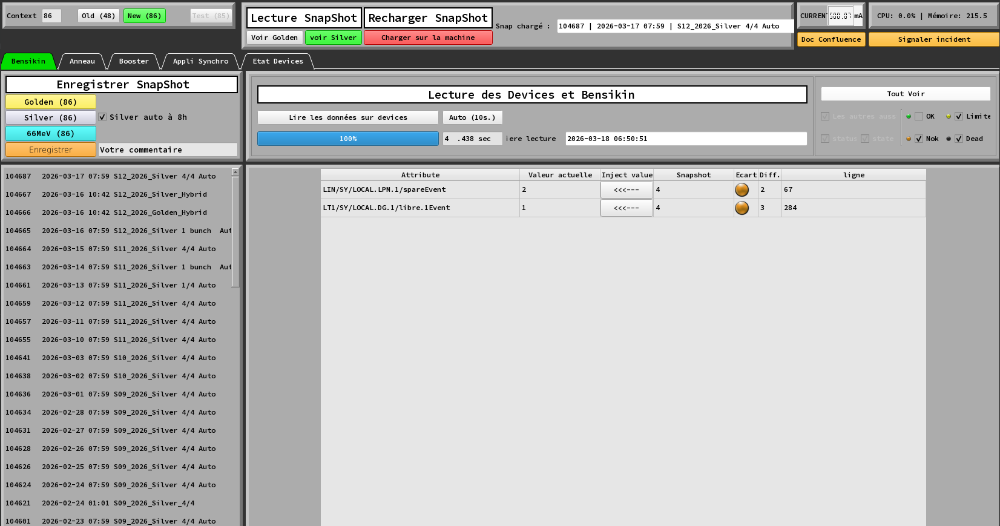 Context 86 Old (48) New (86) Test (85)
Lecture SnapShot Recharger SnapShot
Voir Golden voir Silver Charger sur la machine
Snap chargé : 104687 | 2026-03-17 07:59 | S12_2026_Silver 4/4 Auto
CURRENT mA
CPU: 0.0% | Mémoire: 215.5
Doc Confluence Signaler incident
Bensikin Anneau Booster Appli Synchro Etat Devices
Enregistrer SnapShot
Golden (86)
Silver (86) Silver auto à 8h
66MeV (86)
Enregistrer Votre commentaire
Lecture des Devices et Bensikin
Lire les données sur devices Auto (10s.)
100% 4 .438 sec iere lecture 2026-03-18 06:50:51
Tout Voir
Les autres auss OK Limite
status state Nok Dead
104687 2026-03-17 07:59 S12_2026_Silver 4/4 Auto
104667 2026-03-16 10:42 S12_2026_Silver_Hybrid
104666 2026-03-16 10:42 S12_2026_Golden_Hybrid
104665 2026-03-16 07:59 S12_2026_Silver 1 bunch Aut
104664 2026-03-15 07:59 S11_2026_Silver 4/4 Auto
104663 2026-03-14 07:59 S11_2026_Silver 1 bunch Aut
104661 2026-03-13 07:59 S11_2026_Silver 1/4 Auto
104659 2026-03-12 07:59 S11_2026_Silver 4/4 Auto
104657 2026-03-11 07:59 S11_2026_Silver 4/4 Auto
104655 2026-03-10 07:59 S11_2026_Silver 4/4 Auto
104641 2026-03-03 07:59 S10_2026_Silver 4/4 Auto
104638 2026-03-02 07:59 S10_2026_Silver 4/4 Auto
104636 2026-03-01 07:59 S09_2026_Silver 4/4 Auto
104634 2026-02-28 07:59 S09_2026_Silver 4/4 Auto
104631 2026-02-27 07:59 S09_2026_Silver 4/4 Auto
104628 2026-02-26 07:59 S09_2026_Silver 4/4 Auto
104626 2026-02-25 07:59 S09_2026_Silver 4/4 Auto
104624 2026-02-24 07:59 S09_2026_Silver 4/4 Auto
104621 2026-02-24 01:01 S09_2026_Silver_4/4
104601 2026-02-23 07:59 S09_2026_Silver 4/4 Auto
Attribute Valeur actuelle Inject value Snapshot Ecart Diff. ligne
LIN/SY/LOCAL.LPM.1/spareEvent 2 <<<--- 4 2 67
LT1/SY/LOCAL.DG.1/libre.1Event 1 <<<--- 4 3 284